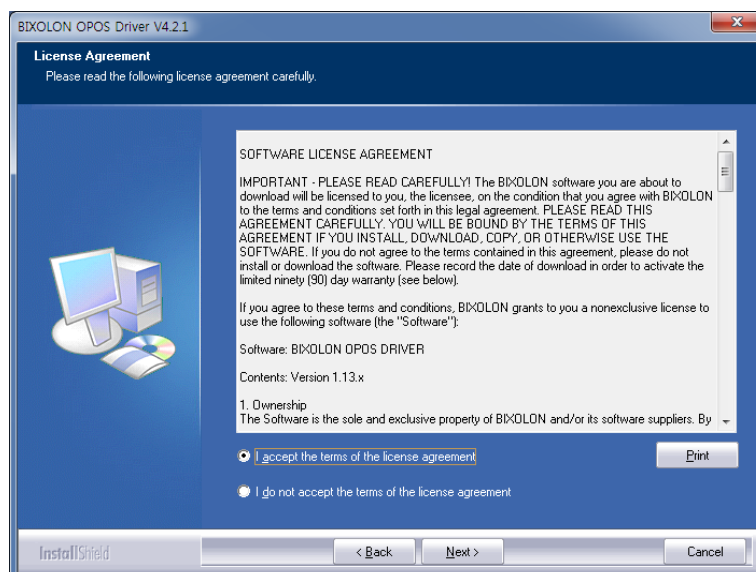 BIXOLON OPOS Driver V4.2.1
License Agreement
Please read the following license agreement carefully.
SOFTWARE LICENSE AGREEMENT
IMPORTANT - PLEASE READ CAREFULLY! The BIXOLON software you are about to
download will be licensed to you, the licensee, on the condition that you agree with BIXOLON
to the terms and conditions set forth in this legal agreement. PLEASE READ THIS
AGREEMENT CAREFULLY. YOU WILL BE BOUND BY THE TERMS OF THIS
AGREEMENT IF YOU INSTALL, DOWNLOAD, COPY, OR OTHERWISE USE THE
SOFTWARE. If you do not agree to the terms contained in this agreement, please do not
install or download the software. Please record the date of download in order to activate the
limited ninety (90) day warranty (see below).
If you agree to these terms and conditions, BIXOLON grants to you a nonexclusive license to
use the following software (the "Software"):
Software: BIXOLON OPOS DRIVER
Contents: Version 1.13.x
1. Ownership
The Software is the sole and exclusive property of BIXOLON and/or its software suppliers. By
I accept the terms of the license agreement
Print
I do not accept the terms of the license agreement
InstallShield
< Back
Next >
Cancel